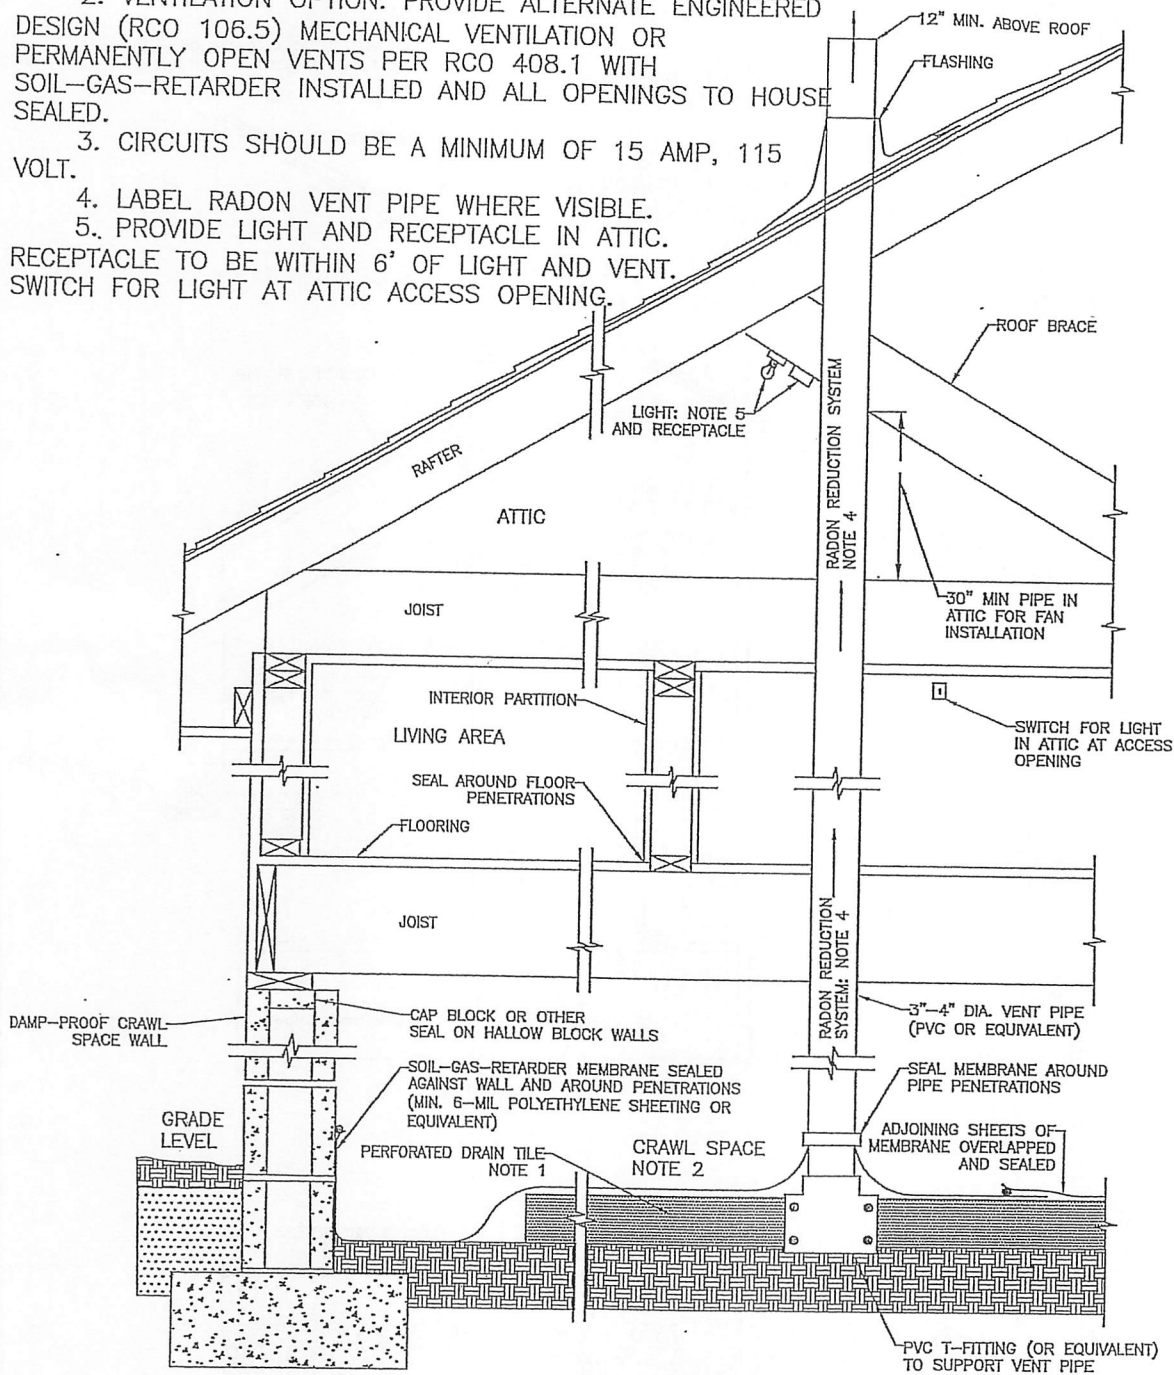 2. VENTILATION OPTION: PROVIDE ALTERNATE ENGINEERED
DESIGN (RCO 106.5) MECHANICAL VENTILATION OR
PERMANENTLY OPEN VENTS PER RCO 408.1 WITH
SOIL-GAS-RETARDER INSTALLED AND ALL OPENINGS TO HOUSE
SEALED.
3. CIRCUITS SHOULD BE A MINIMUM OF 15 AMP, 115
VOLT.
4. LABEL RADON VENT PIPE WHERE VISIBLE.
5. PROVIDE LIGHT AND RECEPTACLE IN ATTIC.
RECEPTACLE TO BE WITHIN 6' OF LIGHT AND VENT.
SWITCH FOR LIGHT AT ATTIC ACCESS OPENING.
12" MIN. ABOVE ROOF
FLASHING
ROOF BRACE
LIGHT: NOTE 5
AND RECEPTACLE
RADON REDUCTION SYSTEM
NOTE 4
RAFTER
ATTIC
30" MIN PIPE IN
ATTIC FOR FAN
INSTALLATION
JOIST
INTERIOR PARTITION
LIVING AREA
SWITCH FOR LIGHT
IN ATTIC AT ACCESS
OPENING
SEAL AROUND FLOOR
PENETRATIONS
FLOORING
JOIST
RADON REDUCTION
SYSTEM: NOTE 4
DAMP-PROOF CRAWL
SPACE WALL
CAP BLOCK OR OTHER
SEAL ON HALLOW BLOCK WALLS
3"-4" DIA. VENT PIPE
(PVC OR EQUIVALENT)
SOIL-GAS-RETARDER MEMBRANE SEALED
AGAINST WALL AND AROUND PENETRATIONS
(MIN. 6-MIL POLYETHYLENE SHEETING OR
EQUIVALENT)
SEAL MEMBRANE AROUND
PIPE PENETRATIONS
GRADE
LEVEL
PERFORATED DRAIN TILE
NOTE 1
CRAWL SPACE
NOTE 2
ADJOINING SHEETS OF
MEMBRANE OVERLAPPED
AND SEALED
PVC T-FITTING (OR EQUIVALENT)
TO SUPPORT VENT PIPE